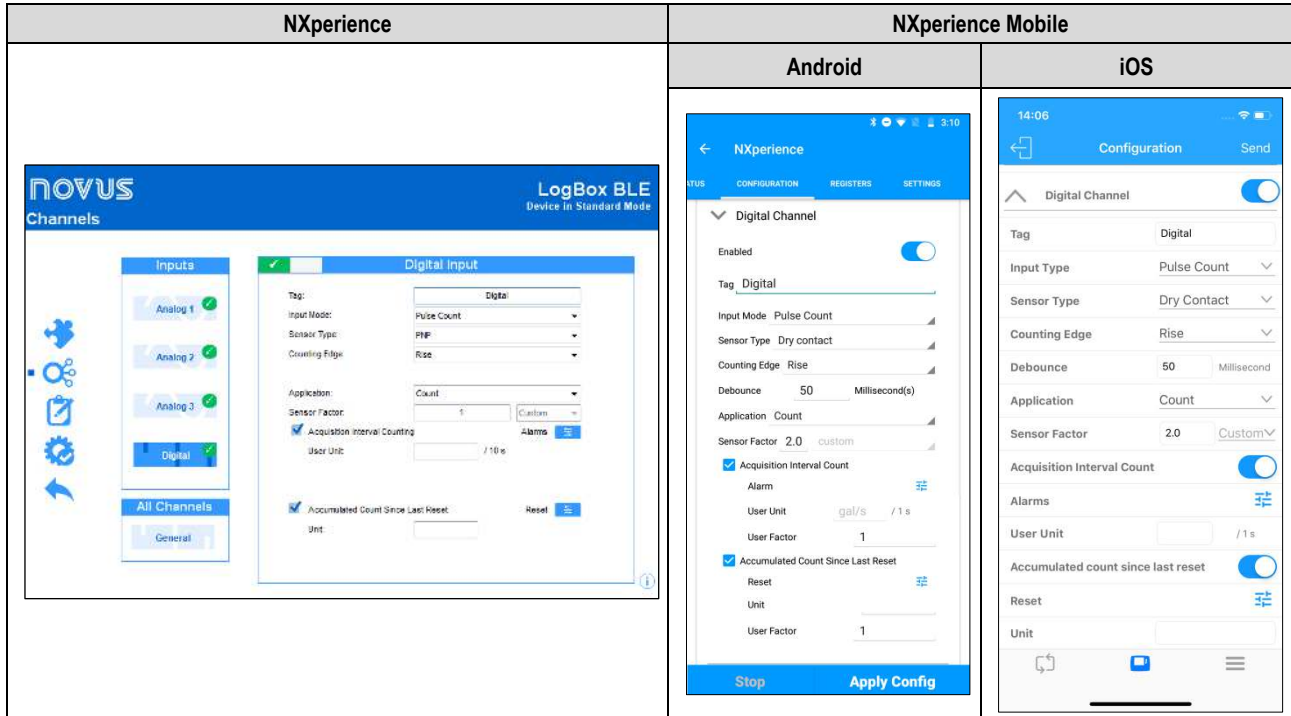 NXperience
NXperience Mobile
Android
iOS
novus
Channels
LogBox BLE
Device in Standard Mode
Inputs
Analog 1
Analog 2
Analog 3
Digital
All Channels
General
Digital Input
Tag: Digital
Input Mode: Pulse Count
Sensor Type: PNP
Counting Edge: Rise
Application: Count
Sensor Factor: 1 Custom
Acquisition Interval Counting Alarms
User Unit: / 10 s
Accumulated Count Since Last Reset Reset
Unit:
3:10
NXperience
ATUS CONFIGURATION REGISTERS SETTINGS
Digital Channel
Enabled
Tag Digital
Input Mode Pulse Count
Sensor Type Dry contact
Counting Edge Rise
Debounce 50 Millisecond(s)
Application Count
Sensor Factor 2.0 custom
Acquisition Interval Count
Alarm
User Unit gal/s / 1 s
User Factor 1
Accumulated Count Since Last Reset
Reset
Unit
User Factor 1
Stop Apply Config
14:06
Configuration Send
Digital Channel
Tag Digital
Input Type Pulse Count
Sensor Type Dry Contact
Counting Edge Rise
Debounce 50 Millisecond
Application Count
Sensor Factor 2.0 Custom
Acquisition Interval Count
Alarms
User Unit / 1 s
Accumulated count since last reset
Reset
Unit